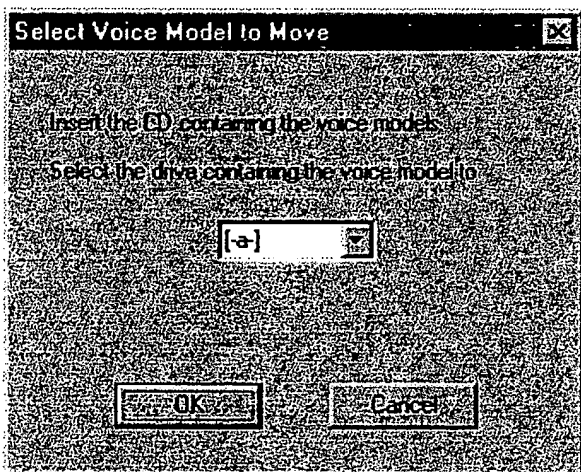 Select Voice Model to Move
Insert the CD containing the voice models
Select the drive containing the voice model to
[-a-]
OK
Cancel